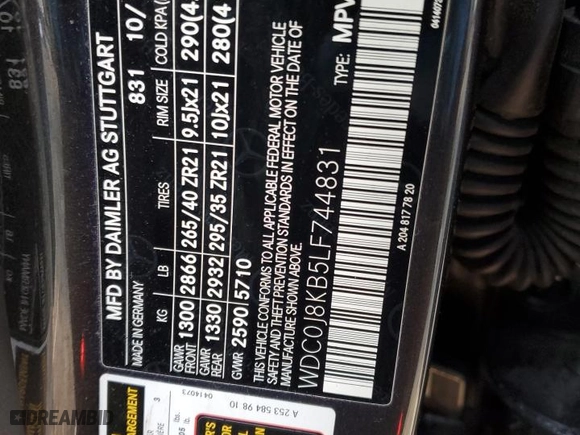 MFD BY DAIMLER AG STUTTGART
MADE IN GERMANY 831 10/
KG LB TIRES RIM SIZE COLD KPA (
GAWR FRONT 1300 2866 265/40 ZR21 9.5Jx21 290(4
GAWR REAR 1330 2932 295/35 ZR21 10Jx21 280(4
GVWR 2590 5710
THIS VEHICLE CONFORMS TO ALL APPLICABLE FEDERAL MOTOR VEHICLE
SAFETY AND THEFT PREVENTION STANDARDS IN EFFECT ON THE DATE OF
MANUFACTURE SHOWN ABOVE.
WDC0J8KB5LF744831 TYPE: MPV
A 204 817 78 20
A 253 584 98 10
0414073
DREAMBID